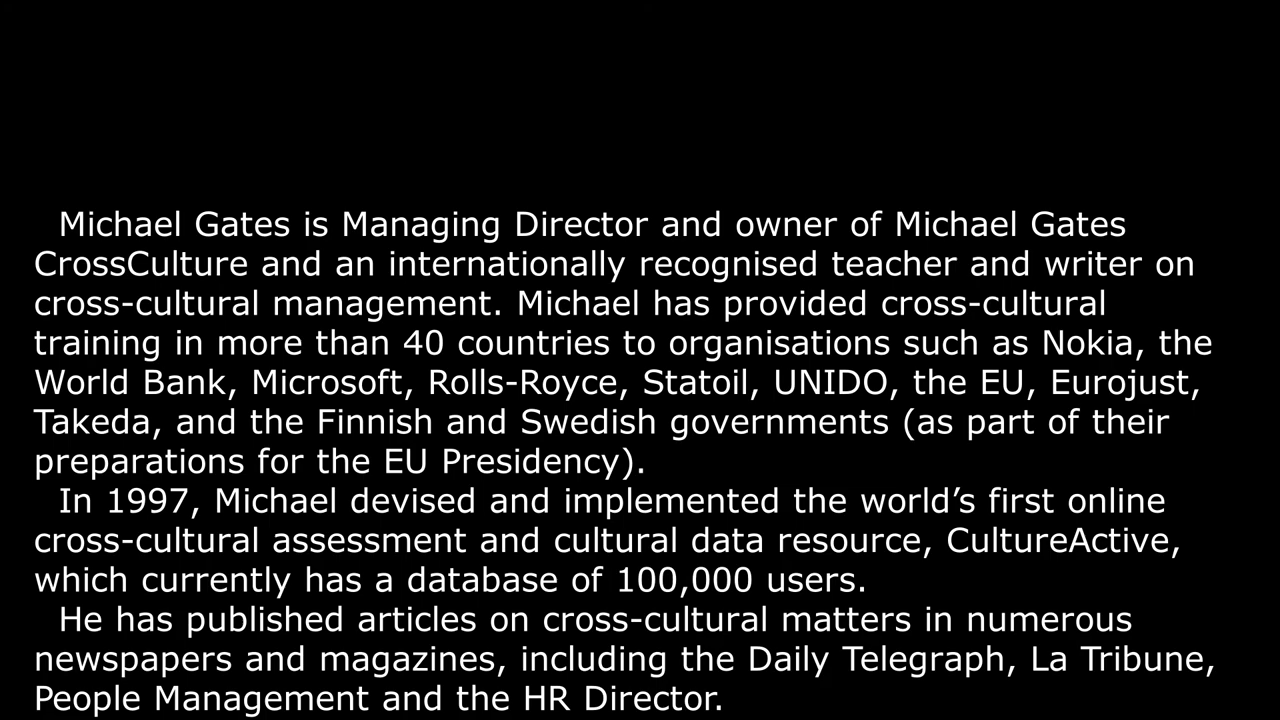 Michael Gates is Managing Director and owner of Michael Gates
CrossCulture and an internationally recognised teacher and writer on
cross-cultural management. Michael has provided cross-cultural
training in more than 40 countries to organisations such as Nokia, the
World Bank, Microsoft, Rolls-Royce, Statoil, UNIDO, the EU, Eurojust,
Takeda, and the Finnish and Swedish governments (as part of their
preparations for the EU Presidency).
In 1997, Michael devised and implemented the world’s first online
cross-cultural assessment and cultural data resource, CultureActive,
which currently has a database of 100,000 users.
He has published articles on cross-cultural matters in numerous
newspapers and magazines, including the Daily Telegraph, La Tribune,
People Management and the HR Director.